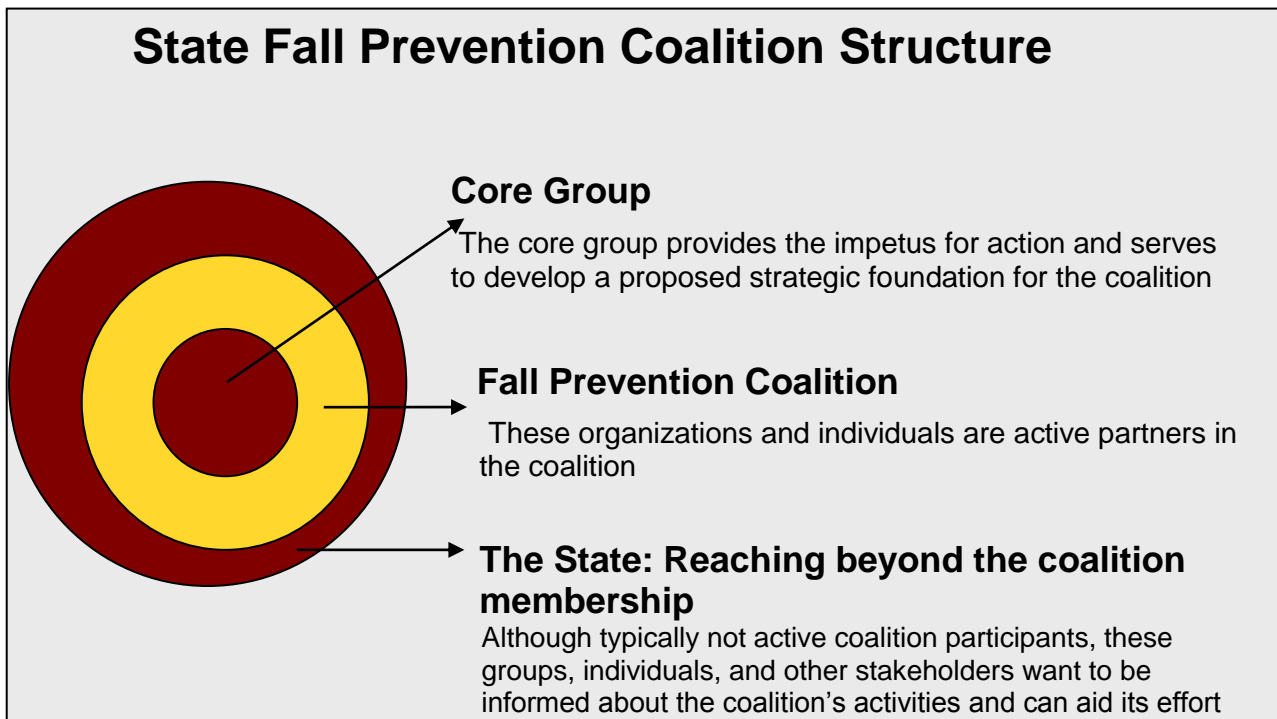 State Fall Prevention Coalition Structure
Core Group
The core group provides the impetus for action and serves
to develop a proposed strategic foundation for the coalition
Fall Prevention Coalition
These organizations and individuals are active partners in
the coalition
The State: Reaching beyond the coalition
membership
Although typically not active coalition participants, these
groups, individuals, and other stakeholders want to be
informed about the coalition’s activities and can aid its effort